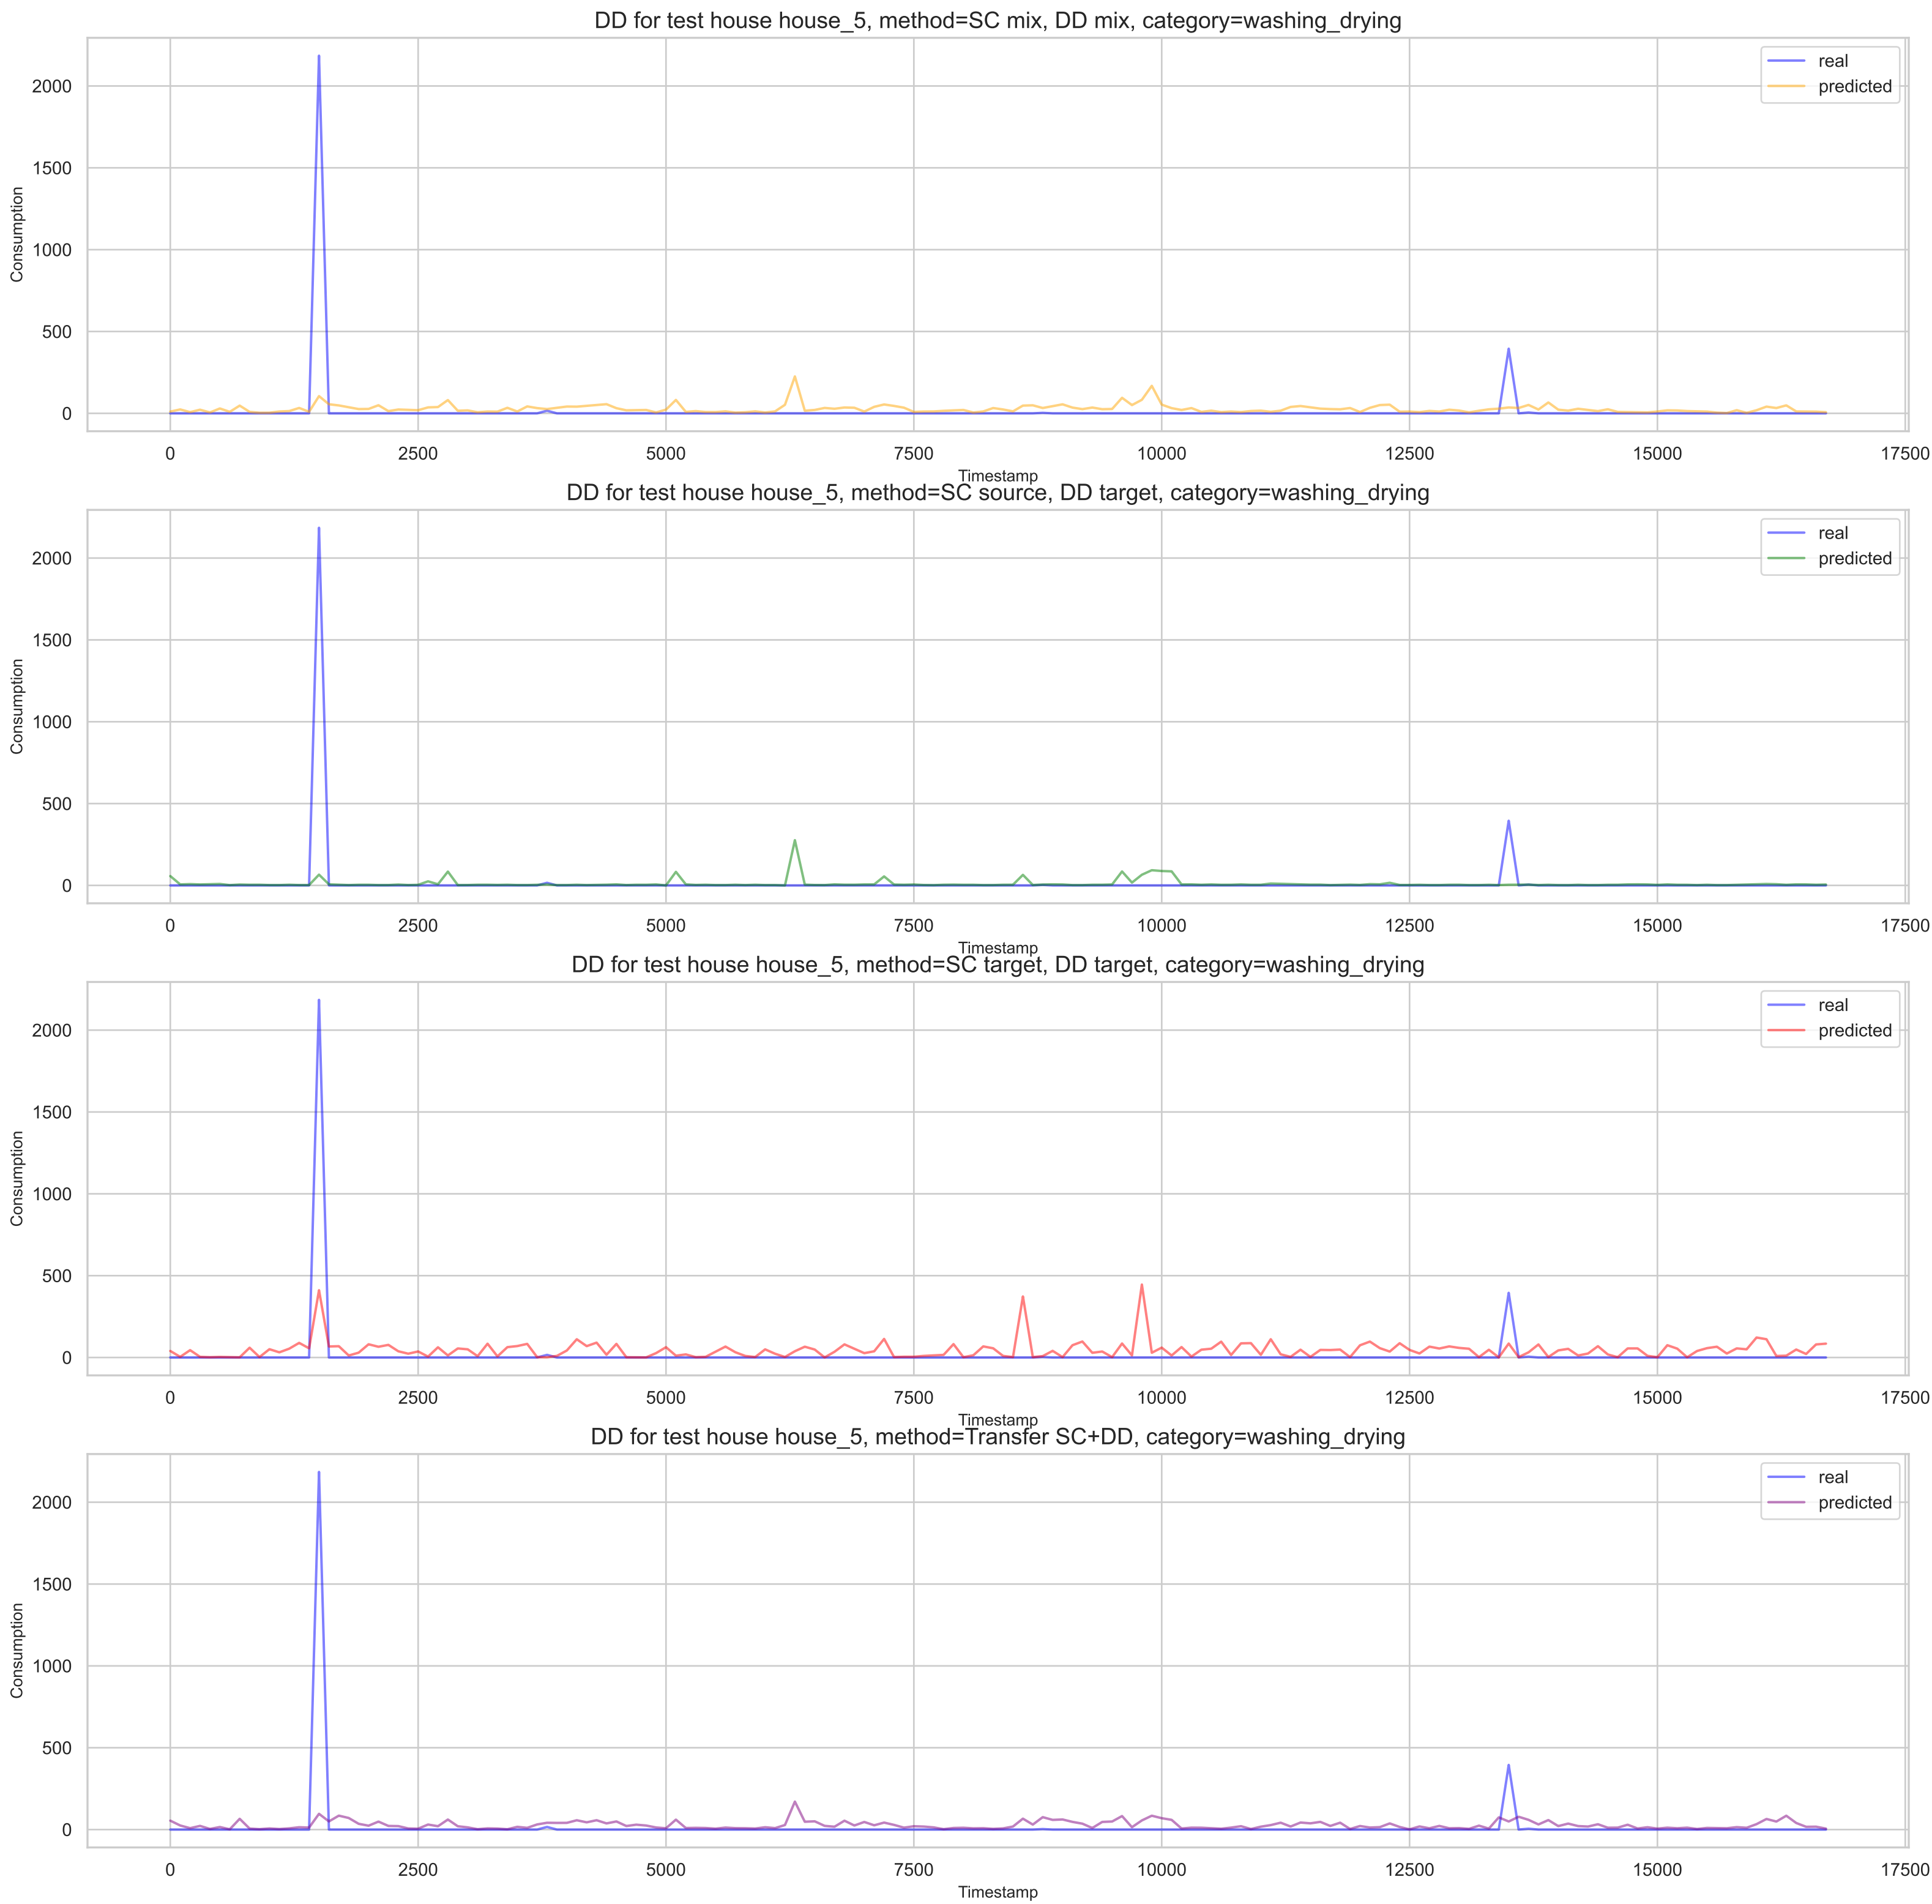 DD for test house house_5, method=SC mix, DD mix, category=washing_drying
real
predicted
Consumption
2000
1500
1000
500
0
0 2500 5000 7500 10000 12500 15000 17500
Timestamp
DD for test house house_5, method=SC source, DD target, category=washing_drying
real
predicted
Consumption
2000
1500
1000
500
0
0 2500 5000 7500 10000 12500 15000 17500
Timestamp
DD for test house house_5, method=SC target, DD target, category=washing_drying
real
predicted
Consumption
2000
1500
1000
500
0
0 2500 5000 7500 10000 12500 15000 17500
Timestamp
DD for test house house_5, method=Transfer SC+DD, category=washing_drying
real
predicted
Consumption
2000
1500
1000
500
0
0 2500 5000 7500 10000 12500 15000 17500
Timestamp